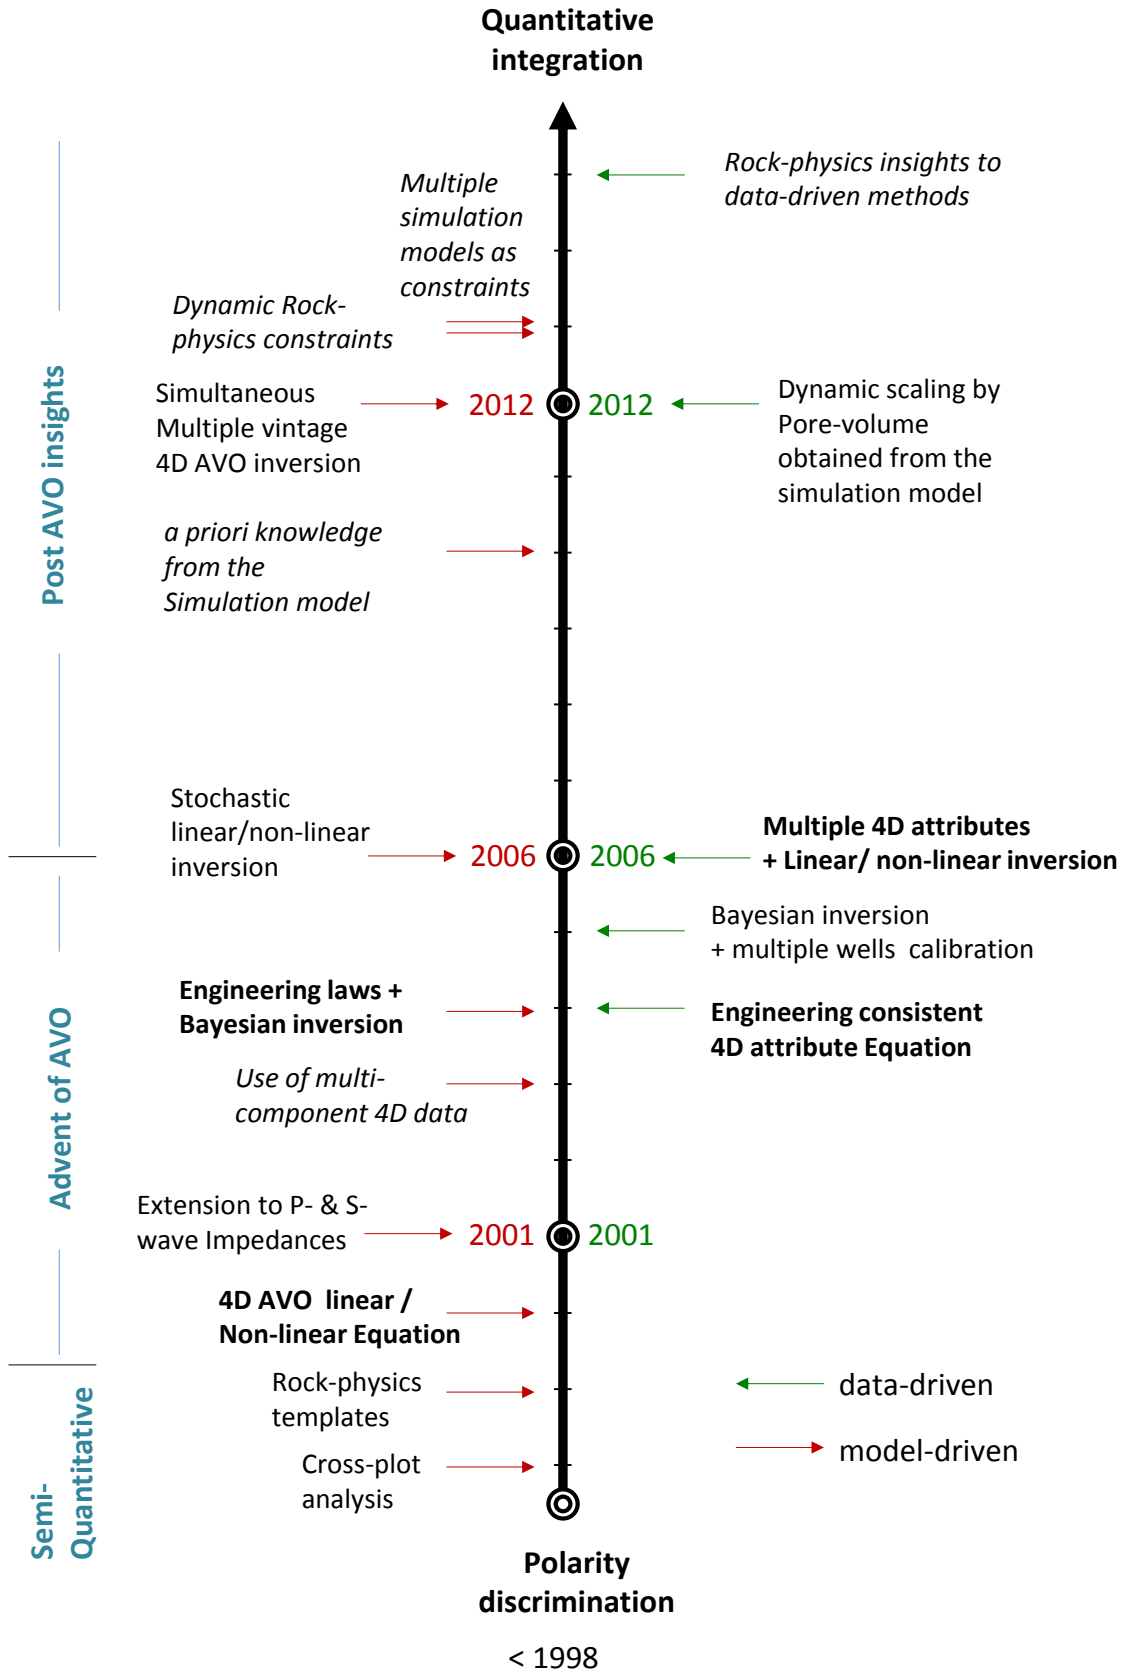 Quantitative
integration
Rock-physics insights to
data-driven methods
Multiple
simulation
models as
constraints
Dynamic Rock-
physics constraints
Simultaneous
Multiple vintage
4D AVO inversion
2012
2012
Dynamic scaling by
Pore-volume
obtained from the
simulation model
Post AVO insights
a priori knowledge
from the
Simulation model
Stochastic
linear/non-linear
inversion
2006
2006
Multiple 4D attributes
+ Linear/ non-linear inversion
Bayesian inversion
+ multiple wells calibration
Engineering laws +
Bayesian inversion
Engineering consistent
4D attribute Equation
Advent of AVO
Use of multi-
component 4D data
Extension to P- & S-
wave Impedances
2001
2001
4D AVO linear /
Non-linear Equation
Rock-physics
templates
data-driven
Semi-
Quantitative
Cross-plot
analysis
model-driven
Polarity
discrimination
< 1998